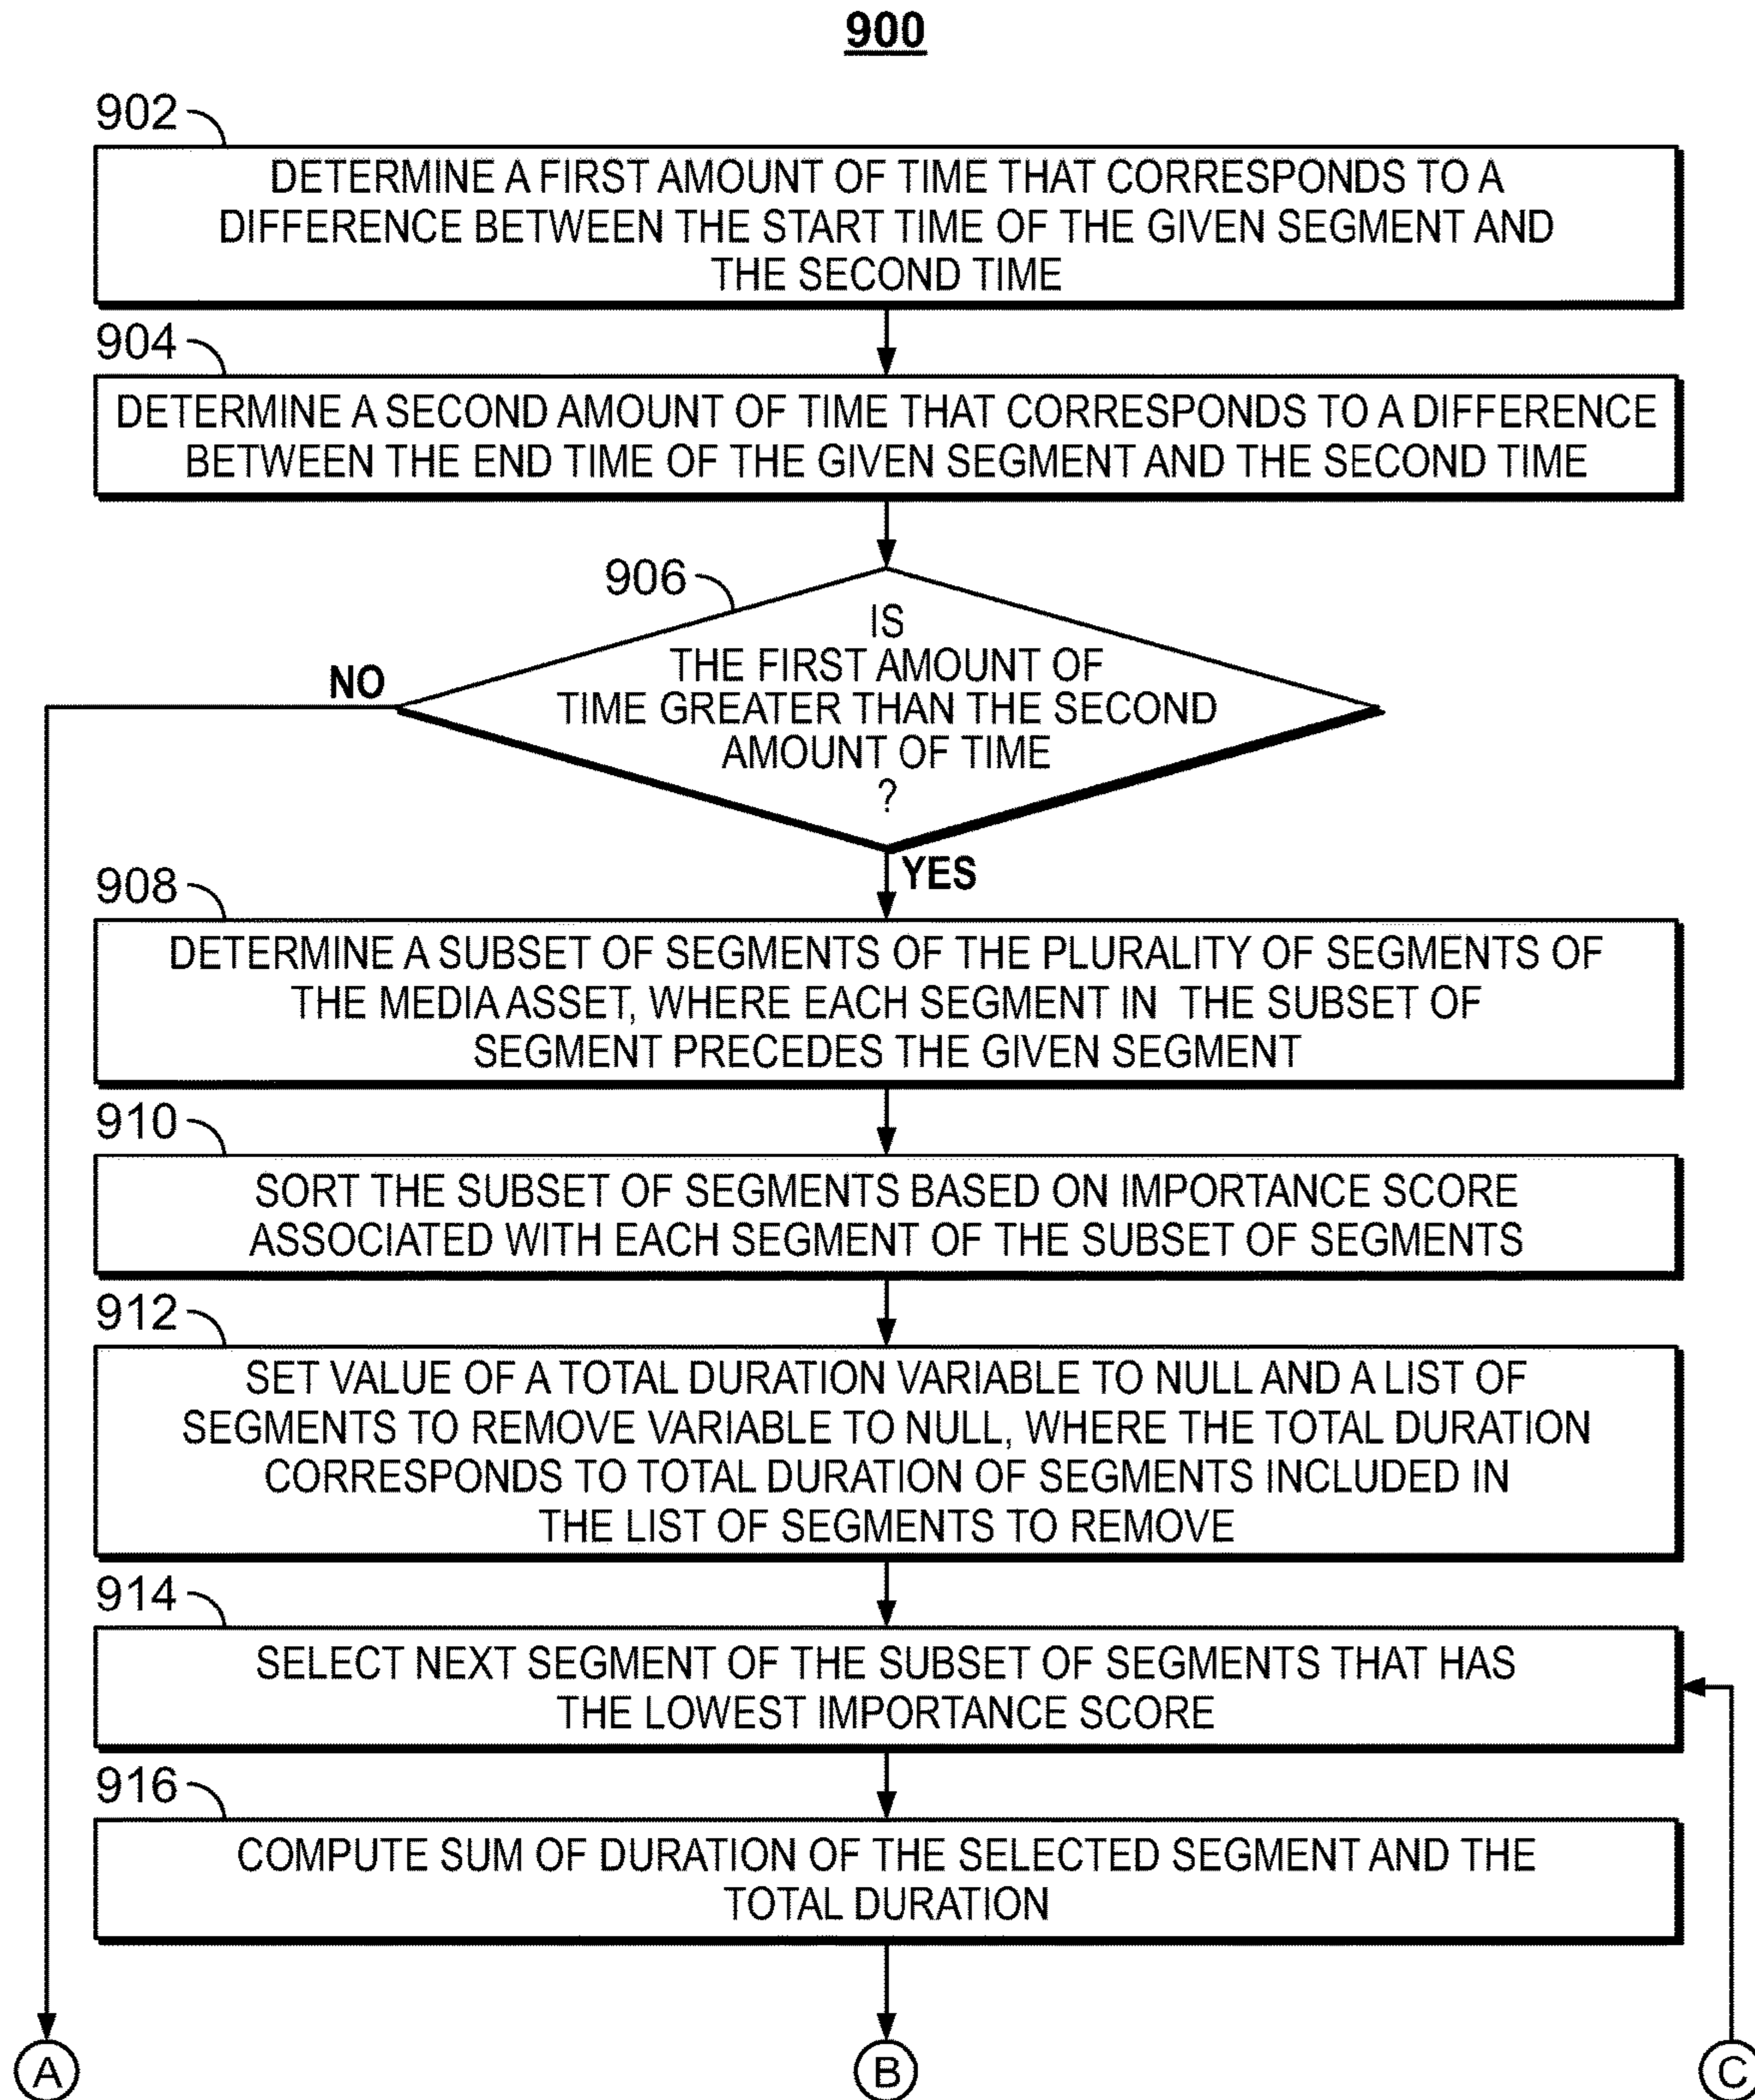 900
902
DETERMINE A FIRST AMOUNT OF TIME THAT CORRESPONDS TO A
DIFFERENCE BETWEEN THE START TIME OF THE GIVEN SEGMENT AND
THE SECOND TIME
904
DETERMINE A SECOND AMOUNT OF TIME THAT CORRESPONDS TO A DIFFERENCE
BETWEEN THE END TIME OF THE GIVEN SEGMENT AND THE SECOND TIME
906
IS
THE FIRST AMOUNT OF
TIME GREATER THAN THE SECOND
AMOUNT OF TIME
?
NO
YES
908
DETERMINE A SUBSET OF SEGMENTS OF THE PLURALITY OF SEGMENTS OF
THE MEDIA ASSET, WHERE EACH SEGMENT IN THE SUBSET OF
SEGMENT PRECEDES THE GIVEN SEGMENT
910
SORT THE SUBSET OF SEGMENTS BASED ON IMPORTANCE SCORE
ASSOCIATED WITH EACH SEGMENT OF THE SUBSET OF SEGMENTS
912
SET VALUE OF A TOTAL DURATION VARIABLE TO NULL AND A LIST OF
SEGMENTS TO REMOVE VARIABLE TO NULL, WHERE THE TOTAL DURATION
CORRESPONDS TO TOTAL DURATION OF SEGMENTS INCLUDED IN
THE LIST OF SEGMENTS TO REMOVE
914
SELECT NEXT SEGMENT OF THE SUBSET OF SEGMENTS THAT HAS
THE LOWEST IMPORTANCE SCORE
916
COMPUTE SUM OF DURATION OF THE SELECTED SEGMENT AND THE
TOTAL DURATION
A
B
C